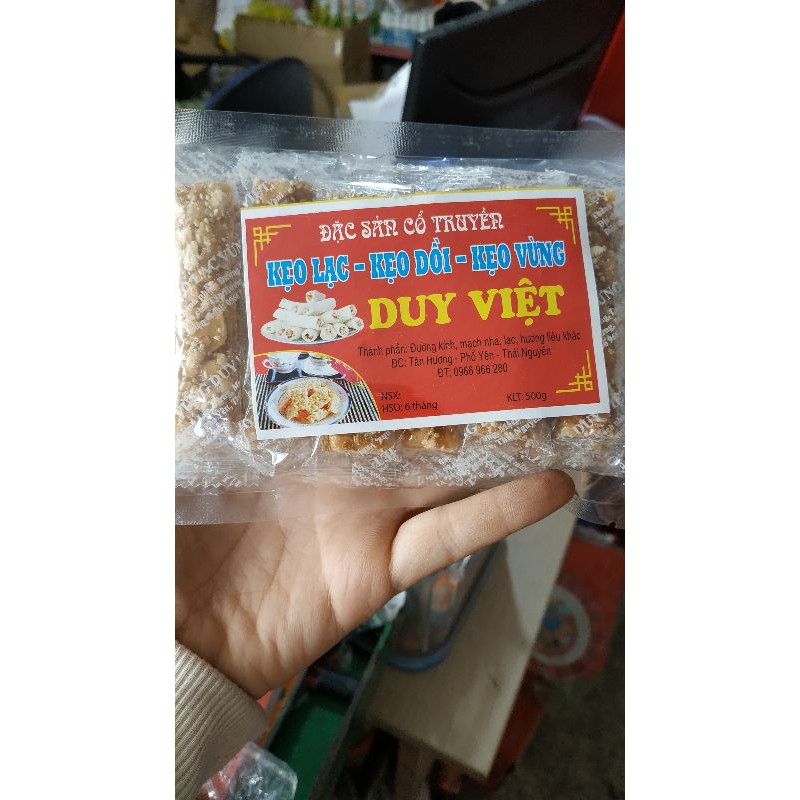 ĐẶC SẢN CỔ TRUYỀN
KẸO LẠC - KẸO DỒI - KẸO VỪNG
DUY VIỆT
Thành phần: Đường kính, mạch nha, lạc, hương liệu khác
ĐC: Tân Hương - Phổ Yên - Thái Nguyên
ĐT: 0966 966 280
NSX:
HSD: 6 tháng
KLT: 500g